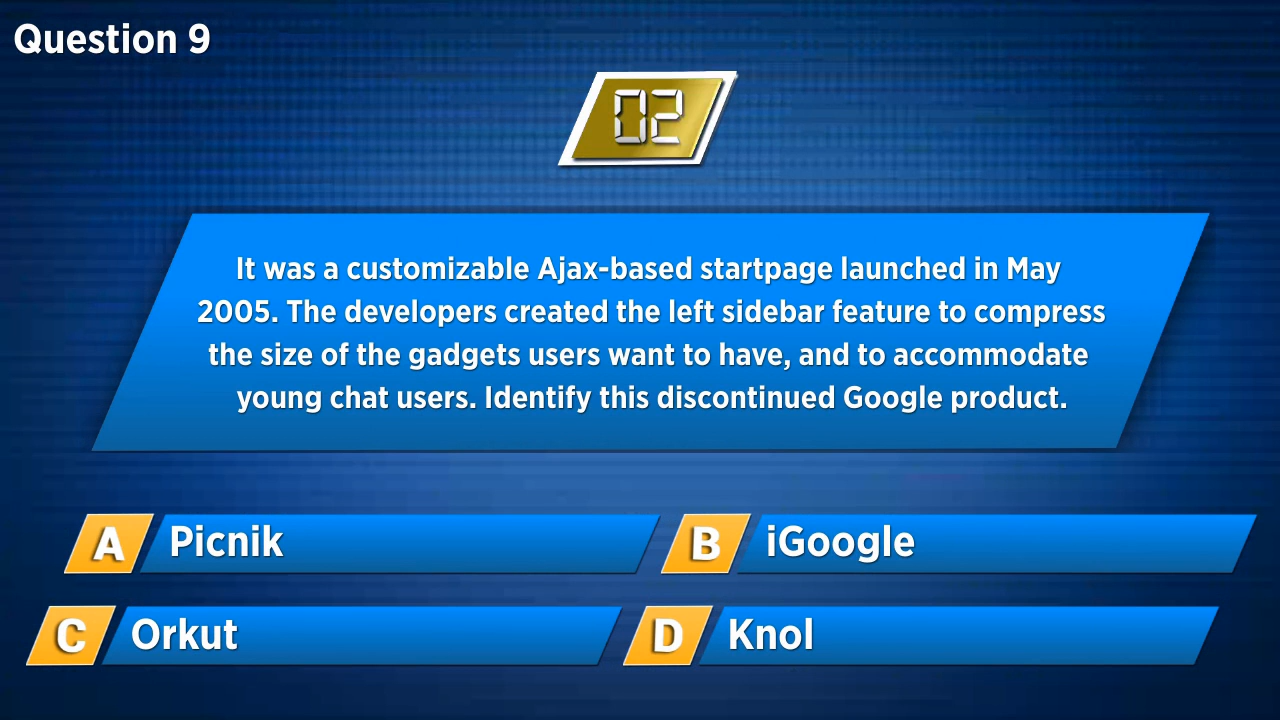 Question 9
02
It was a customizable Ajax-based startpage launched in May
2005. The developers created the left sidebar feature to compress
the size of the gadgets users want to have, and to accommodate
young chat users. Identify this discontinued Google product.
A Picnik
B iGoogle
C Orkut
D Knol